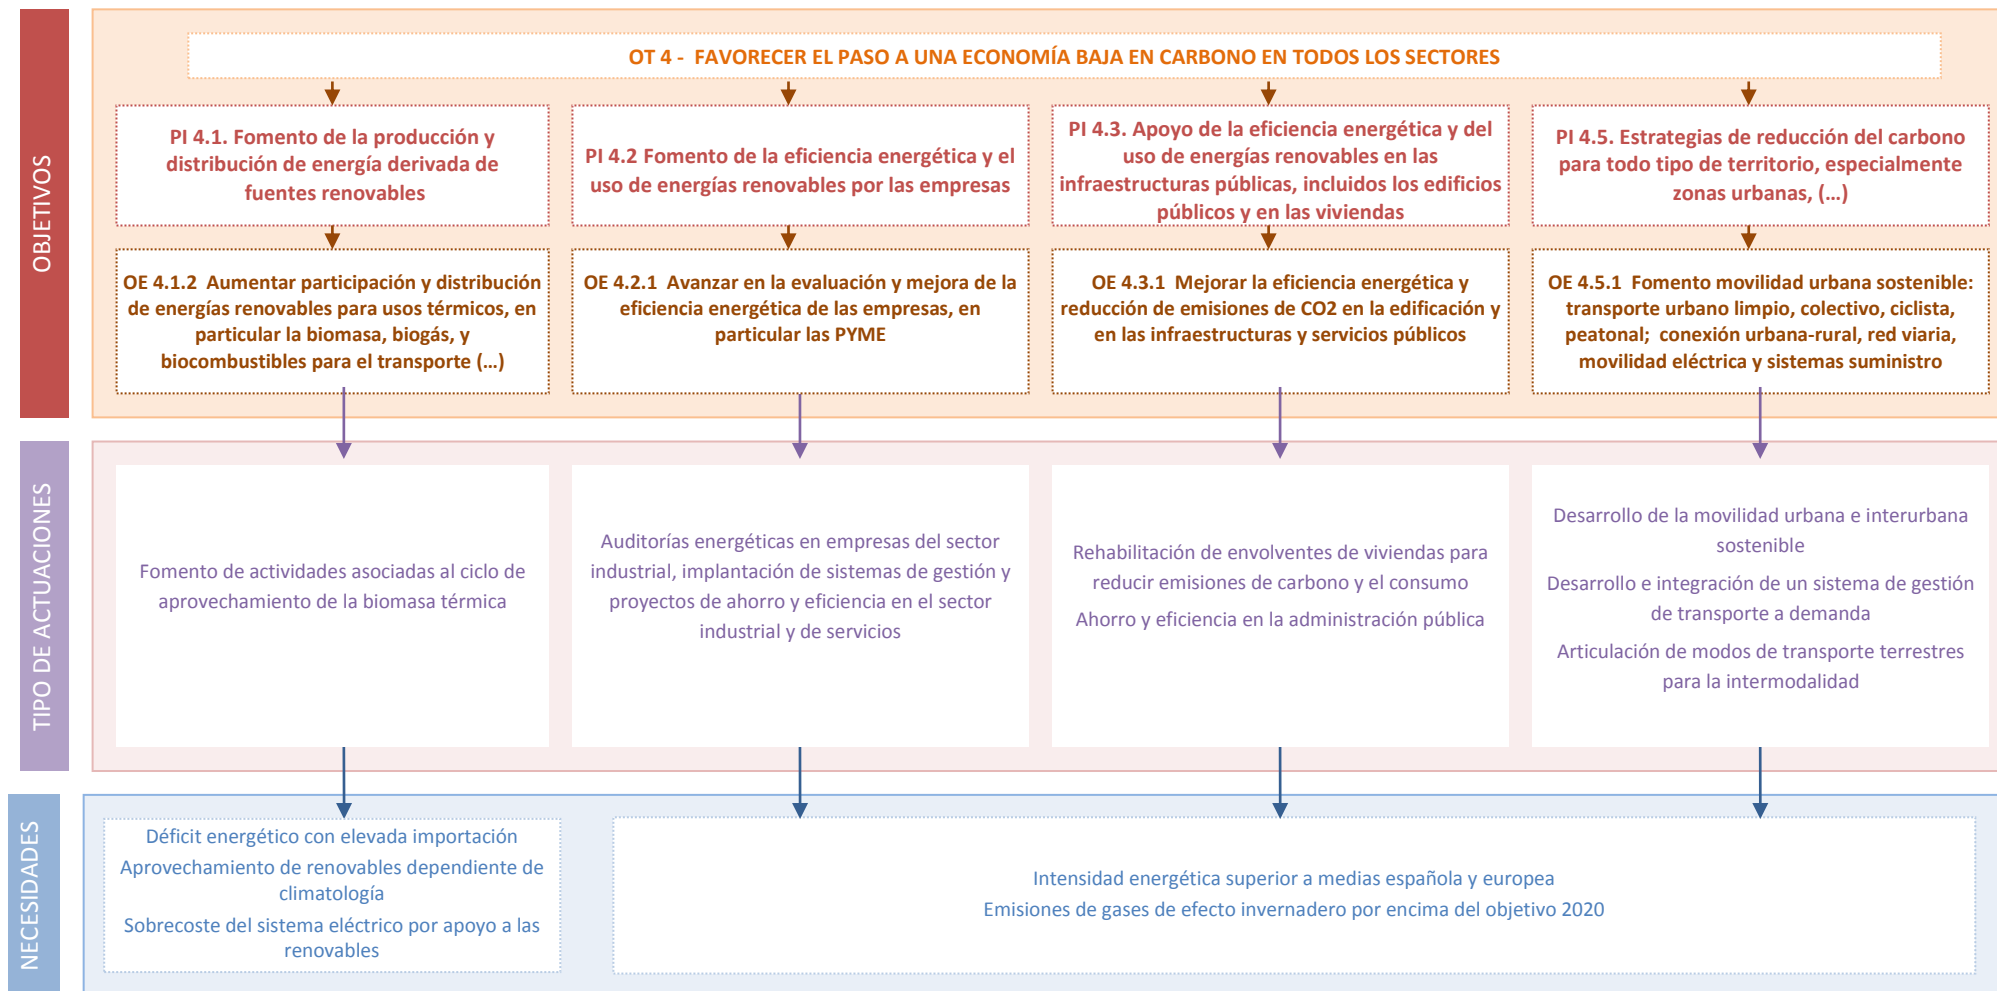 OBJETIVOS
OT 4 - FAVORECER EL PASO A UNA ECONOMÍA BAJA EN CARBONO EN TODOS LOS SECTORES
PI 4.1. Fomento de la producción y
distribución de energía derivada de
fuentes renovables
PI 4.2 Fomento de la eficiencia energética y el
uso de energías renovables por las empresas
PI 4.3. Apoyo de la eficiencia energética y del
uso de energías renovables en las
infraestructuras públicas, incluidos los edificios
públicos y en las viviendas
PI 4.5. Estrategias de reducción del carbono
para todo tipo de territorio, especialmente
zonas urbanas, (…)
OE 4.1.2 Aumentar participación y distribución
de energías renovables para usos térmicos, en
particular la biomasa, biogás, y
biocombustibles para el transporte (…)
OE 4.2.1 Avanzar en la evaluación y mejora de la
eficiencia energética de las empresas, en
particular las PYME
OE 4.3.1 Mejorar la eficiencia energética y
reducción de emisiones de CO2 en la edificación y
en las infraestructuras y servicios públicos
OE 4.5.1 Fomento movilidad urbana sostenible:
transporte urbano limpio, colectivo, ciclista,
peatonal; conexión urbana-rural, red viaria,
movilidad eléctrica y sistemas suministro
TIPO DE ACTUACIONES
Fomento de actividades asociadas al ciclo de
aprovechamiento de la biomasa térmica
Auditorías energéticas en empresas del sector
industrial, implantación de sistemas de gestión y
proyectos de ahorro y eficiencia en el sector
industrial y de servicios
Rehabilitación de envolventes de viviendas para
reducir emisiones de carbono y el consumo
Ahorro y eficiencia en la administración pública
Desarrollo de la movilidad urbana e interurbana
sostenible
Desarrollo e integración de un sistema de gestión
de transporte a demanda
Articulación de modos de transporte terrestres
para la intermodalidad
NECESIDADES
Déficit energético con elevada importación
Aprovechamiento de renovables dependiente de
climatología
Sobrecoste del sistema eléctrico por apoyo a las
renovables
Intensidad energética superior a medias española y europea
Emisiones de gases de efecto invernadero por encima del objetivo 2020